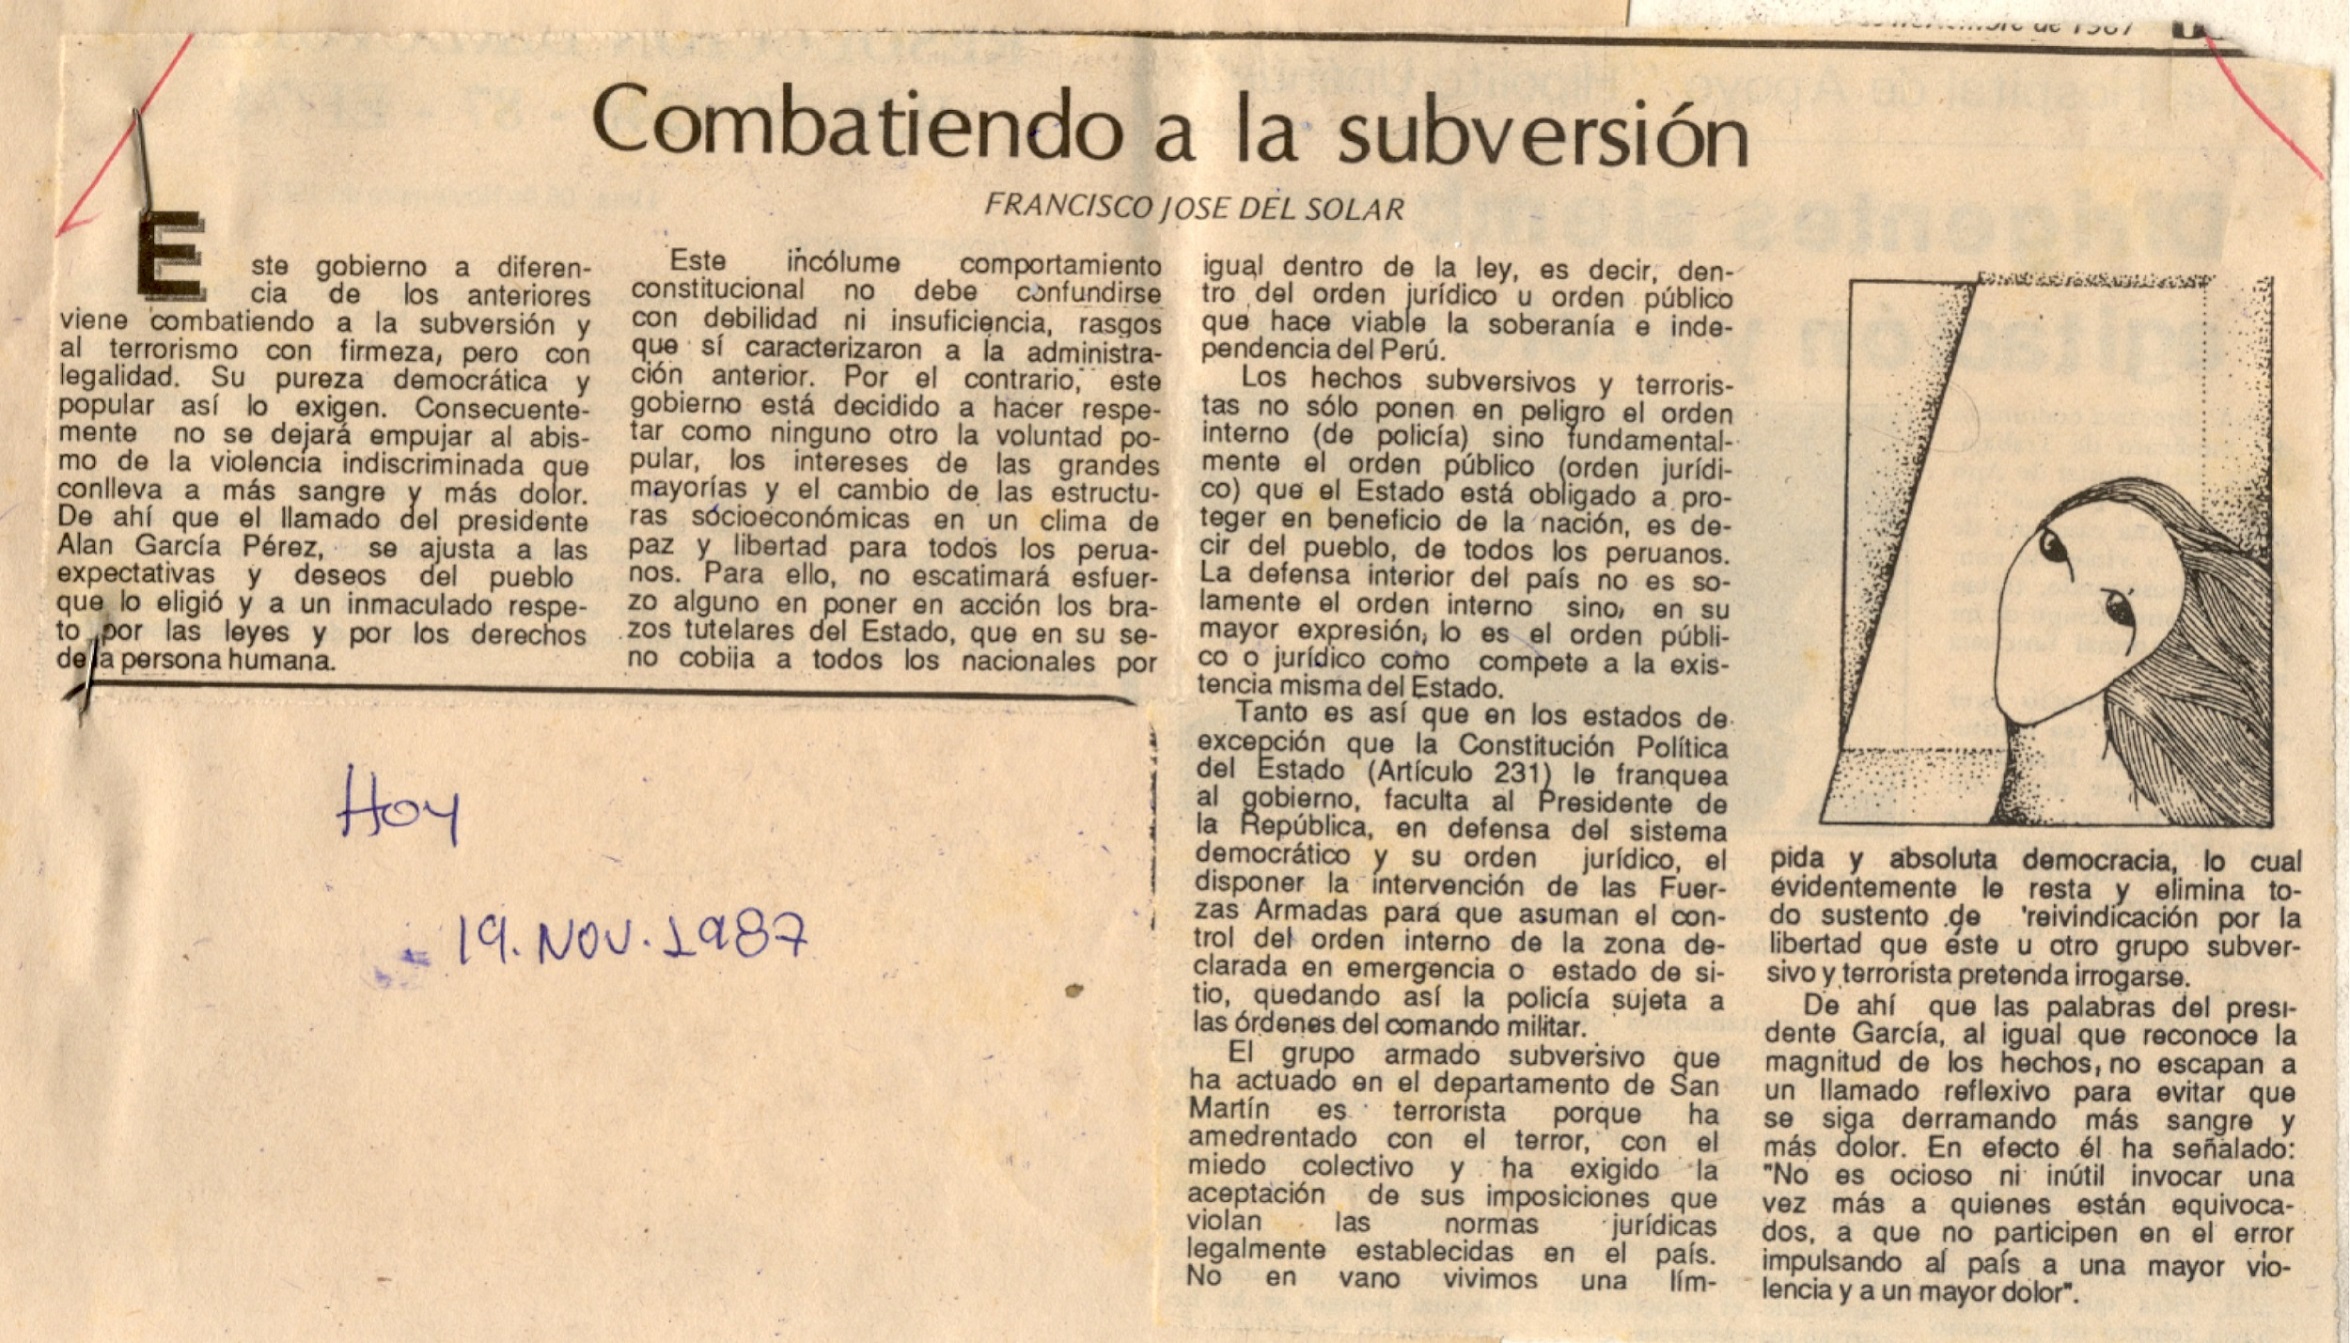 de 1987
Combatiendo a la subversión
FRANCISCO JOSE DEL SOLAR
Este gobierno a diferen-
cia de los anteriores
viene combatiendo a la subversión y
al terrorismo con firmeza, pero con
legalidad. Su pureza democrática y
popular así lo exigen. Consecuente-
mente no se dejará empujar al abis-
mo de la violencia indiscriminada que
conlleva a más sangre y más dolor.
De ahí que el llamado del presidente
Alan García Pérez, se ajusta a las
expectativas y deseos del pueblo
que lo eligió y a un inmaculado respe-
to por las leyes y por los derechos
de la persona humana.
Este incólume comportamiento
constitucional no debe confundirse
con debilidad ni insuficiencia, rasgos
que sí caracterizaron a la administra-
ción anterior. Por el contrario, este
gobierno está decidido a hacer respe-
tar como ninguno otro la voluntad po-
pular, los intereses de las grandes
mayorías y el cambio de las estructu-
ras socioeconómicas en un clima de
paz y libertad para todos los perua-
nos. Para ello, no escatimará esfuer-
zo alguno en poner en acción los bra-
zos tutelares del Estado, que en su se-
no cobija a todos los nacionales por
igual dentro de la ley, es decir, den-
tro del orden jurídico u orden público
que hace viable la soberanía e inde-
pendencia del Perú.
Los hechos subversivos y terroris-
tas no sólo ponen en peligro el orden
interno (de policía) sino fundamental-
mente el orden público (orden jurídi-
co) que el Estado está obligado a pro-
teger en beneficio de la nación, es de-
cir del pueblo, de todos los peruanos.
La defensa interior del país no es so-
lamente el orden interno sino, en su
mayor expresión, lo es el orden públi-
co o jurídico como compete a la exis-
tencia misma del Estado.
Tanto es así que en los estados de
excepción que la Constitución Política
del Estado (Artículo 231) le franquea
al gobierno, faculta al Presidente de
la República, en defensa del sistema
democrático y su orden jurídico, el
disponer la intervención de las Fuer-
zas Armadas para que asuman el con-
trol del orden interno de la zona de-
clarada en emergencia o estado de si-
tio, quedando así la policía sujeta a
las órdenes del comando militar.
El grupo armado subversivo que
ha actuado en el departamento de San
Martín es terrorista porque ha
amedrentado con el terror, con el
miedo colectivo y ha exigido la
aceptación de sus imposiciones que
violan las normas jurídicas
legalmente establecidas en el país.
No en vano vivimos una lím-
pida y absoluta democracia, lo cual
evidentemente le resta y elimina to-
do sustento de 'reivindicación por la
libertad que éste u otro grupo subver-
sivo y terrorista pretenda irrogarse.
De ahí que las palabras del presi-
dente García, al igual que reconoce la
magnitud de los hechos, no escapan a
un llamado reflexivo para evitar que
se siga derramando más sangre y
más dolor. En efecto él ha señalado:
"No es ocioso ni inútil invocar una
vez más a quienes están equivoca-
dos, a que no participen en el error
impulsando al país a una mayor vio-
lencia y a un mayor dolor".
Hoy
19. NOV. 1987